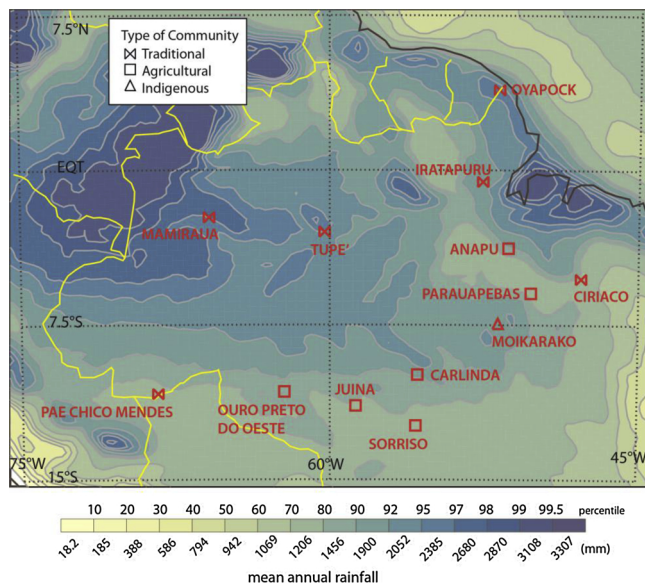 7.5°N
Type of Community
Traditional
Agricultural
Indigenous
OYAPOCK
EQT
IRATAPURU
MAMIRAUA
TUPE’
ANAPU
PARAUAPEBAS
CIRIACO
7.5°S
MOIKARAKO
CARLINDA
JUINA
PAE CHICO MENDES
OURO PRETO
DO OESTE
SORRISO
75°W
60°W
45°W
15°S
10 20 30 40 50 60 70 80 90 92 95 97 98 99 99.5 percentile
18.2 185 388 586 794 942 1069 1206 1456 1900 2052 2385 2680 2870 3108 3307 (mm)
mean annual rainfall